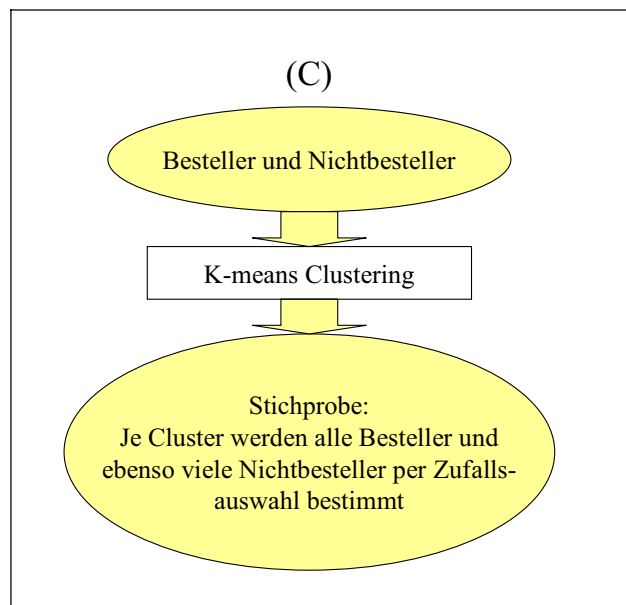 (C)
Besteller und Nichtbesteller
K-means Clustering
Stichprobe:
Je Cluster werden alle Besteller und
ebenso viele Nichtbesteller per Zufalls-
auswahl bestimmt